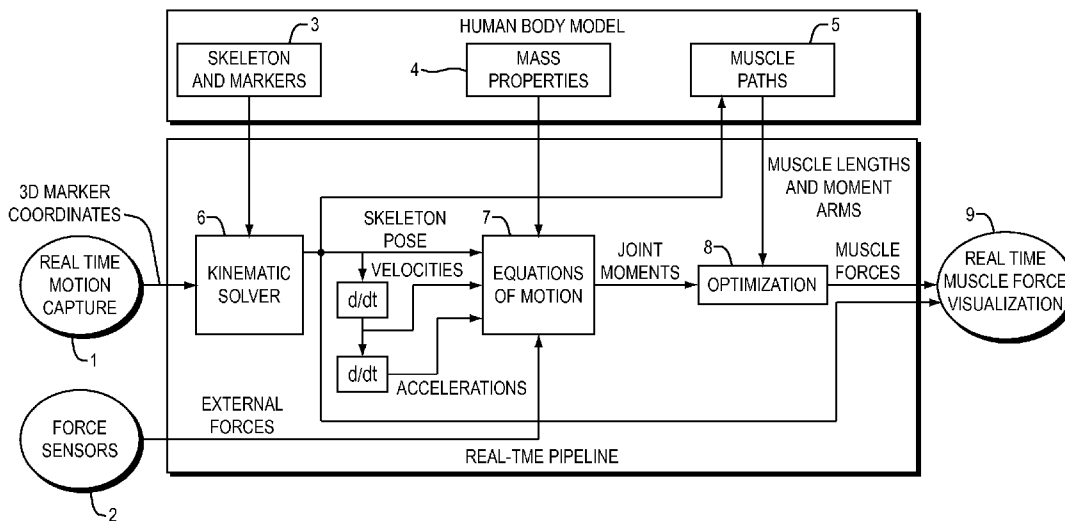 HUMAN BODY MODEL
3
SKELETON
AND MARKERS
4
MASS
PROPERTIES
5
MUSCLE
PATHS
3D MARKER
COORDINATES
1
REAL TIME
MOTION
CAPTURE
2
FORCE
SENSORS
EXTERNAL
FORCES
6
KINEMATIC
SOLVER
SKELETON
POSE
VELOCITIES
d/dt
d/dt
ACCELERATIONS
7
EQUATIONS
OF MOTION
JOINT
MOMENTS
8
OPTIMIZATION
MUSCLE LENGTHS
AND MOMENT
ARMS
MUSCLE
FORCES
9
REAL TIME
MUSCLE FORCE
VISUALIZATION
REAL-TME PIPELINE